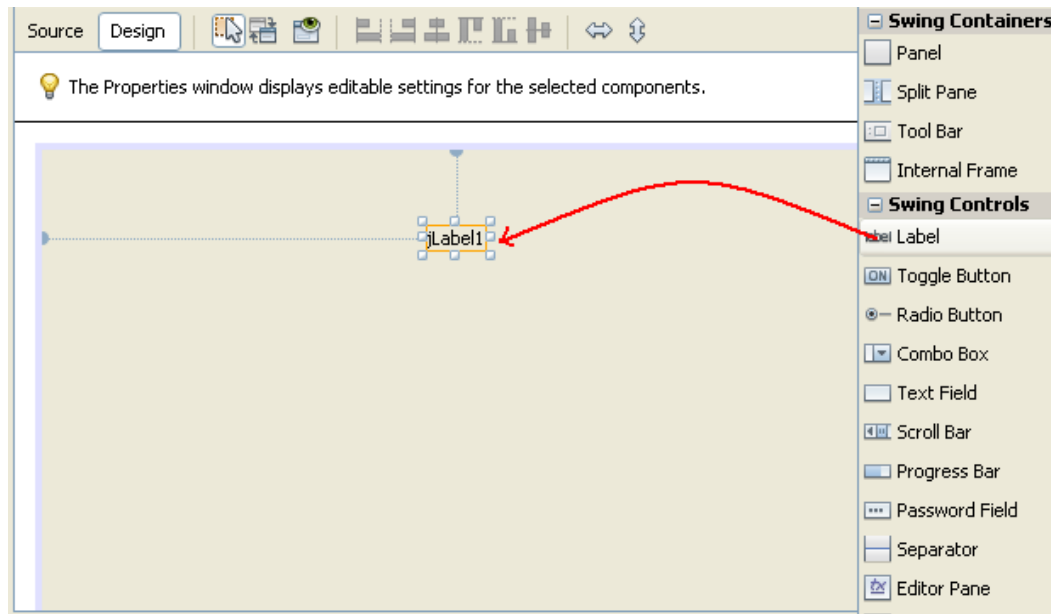 Source Design
The Properties window displays editable settings for the selected components.
jLabel1
Swing Containers
Panel
Split Pane
Tool Bar
Internal Frame
Swing Controls
label Label
ON Toggle Button
Radio Button
Combo Box
Text Field
Scroll Bar
Progress Bar
Password Field
Separator
Editor Pane